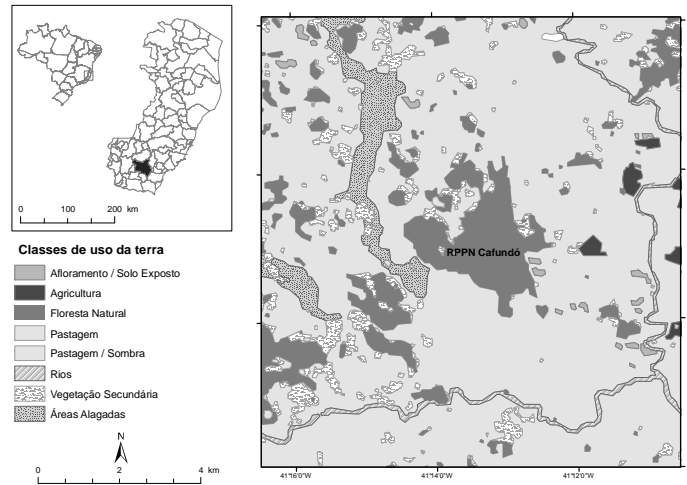 0 100 200 km
Classes de uso da terra
Afloramento / Solo Exposto
Agricultura
Floresta Natural
Pastagem
Pastagem / Sombra
Rios
Vegetação Secundária
Áreas Alagadas
N
0 2 4 km
RPPN Cafundó
41°16'0"W 41°14'0"W 41°12'0"W